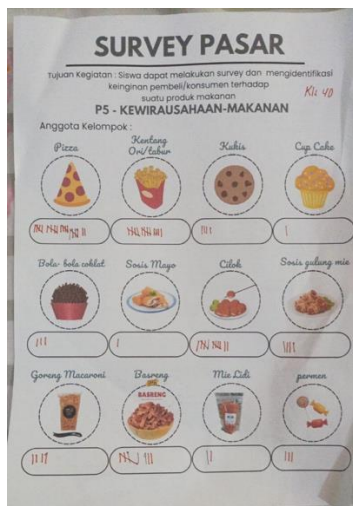 SURVEY PASAR
Tujuan Kegiatan : Siswa dapat melakukan survey dan mengidentifikasi
keinginan pembeli/konsumen terhadap
suatu produk makanan
P5 - KEWIRAUSAHAAN-MAKANAN
Anggota Kelompok :
Pizza
Kentang
Ori/tabur
Kukis
Cup Cake
Bola- bola coklat
Sosis Mayo
Cilok
Sosis gulung mie
Goreng Macaroni
Basreng
Mie Lidi
permen
BASRENG